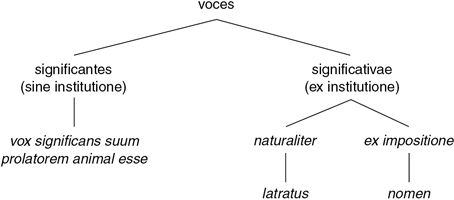 voces
significantes
(sine institutione)
significativae
(ex institutione)
vox significans suum
prolatorem animal esse
naturaliter
ex impositione
latratus
nomen